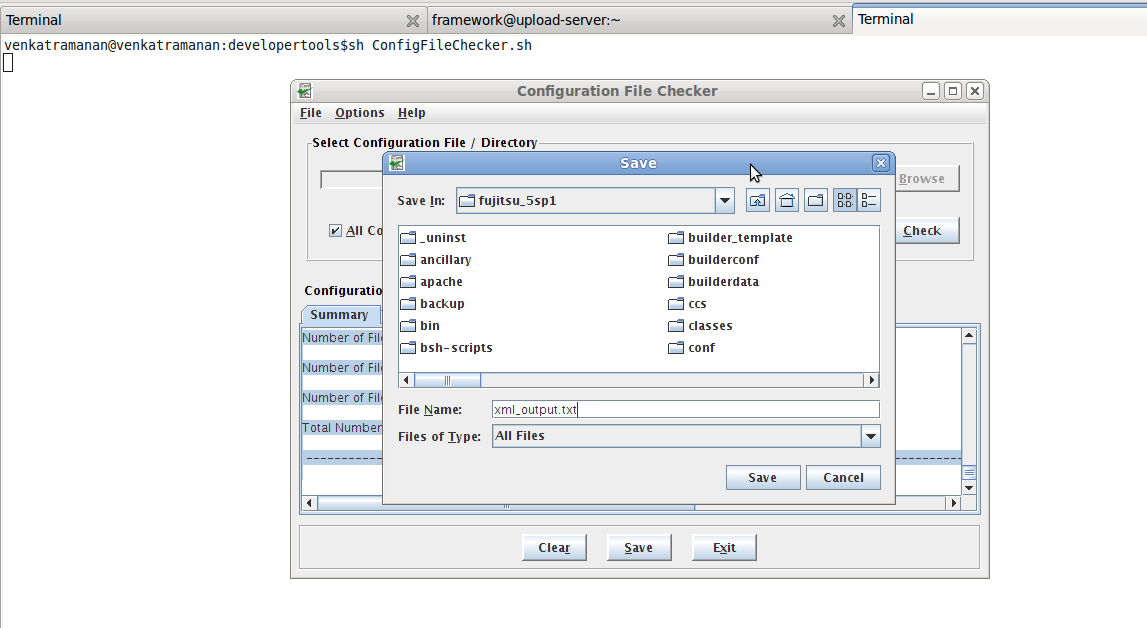 Terminal
framework@upload-server:~
Terminal
venkatramanan@venkatramanan:developertools$sh ConfigFileChecker.sh
Configuration File Checker
File Options Help
Select Configuration File / Directory
Browse
All Co
Check
Configuratio
Summary
Number of Fil
Number of Fil
Number of Fil
Total Number
Save
Save In: fujitsu_5sp1
_uninst builder_template
ancillary builderconf
apache builderdata
backup ccs
bin classes
bsh-scripts conf
File Name: xml_output.txt
Files of Type: All Files
Save Cancel
Clear Save Exit